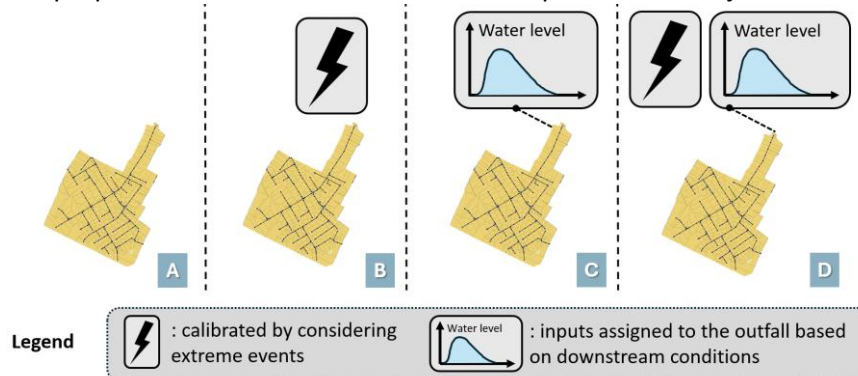 Water level
Water level
A
B
C
D
Legend
: calibrated by considering
extreme events
Water level
: inputs assigned to the outfall based
on downstream conditions